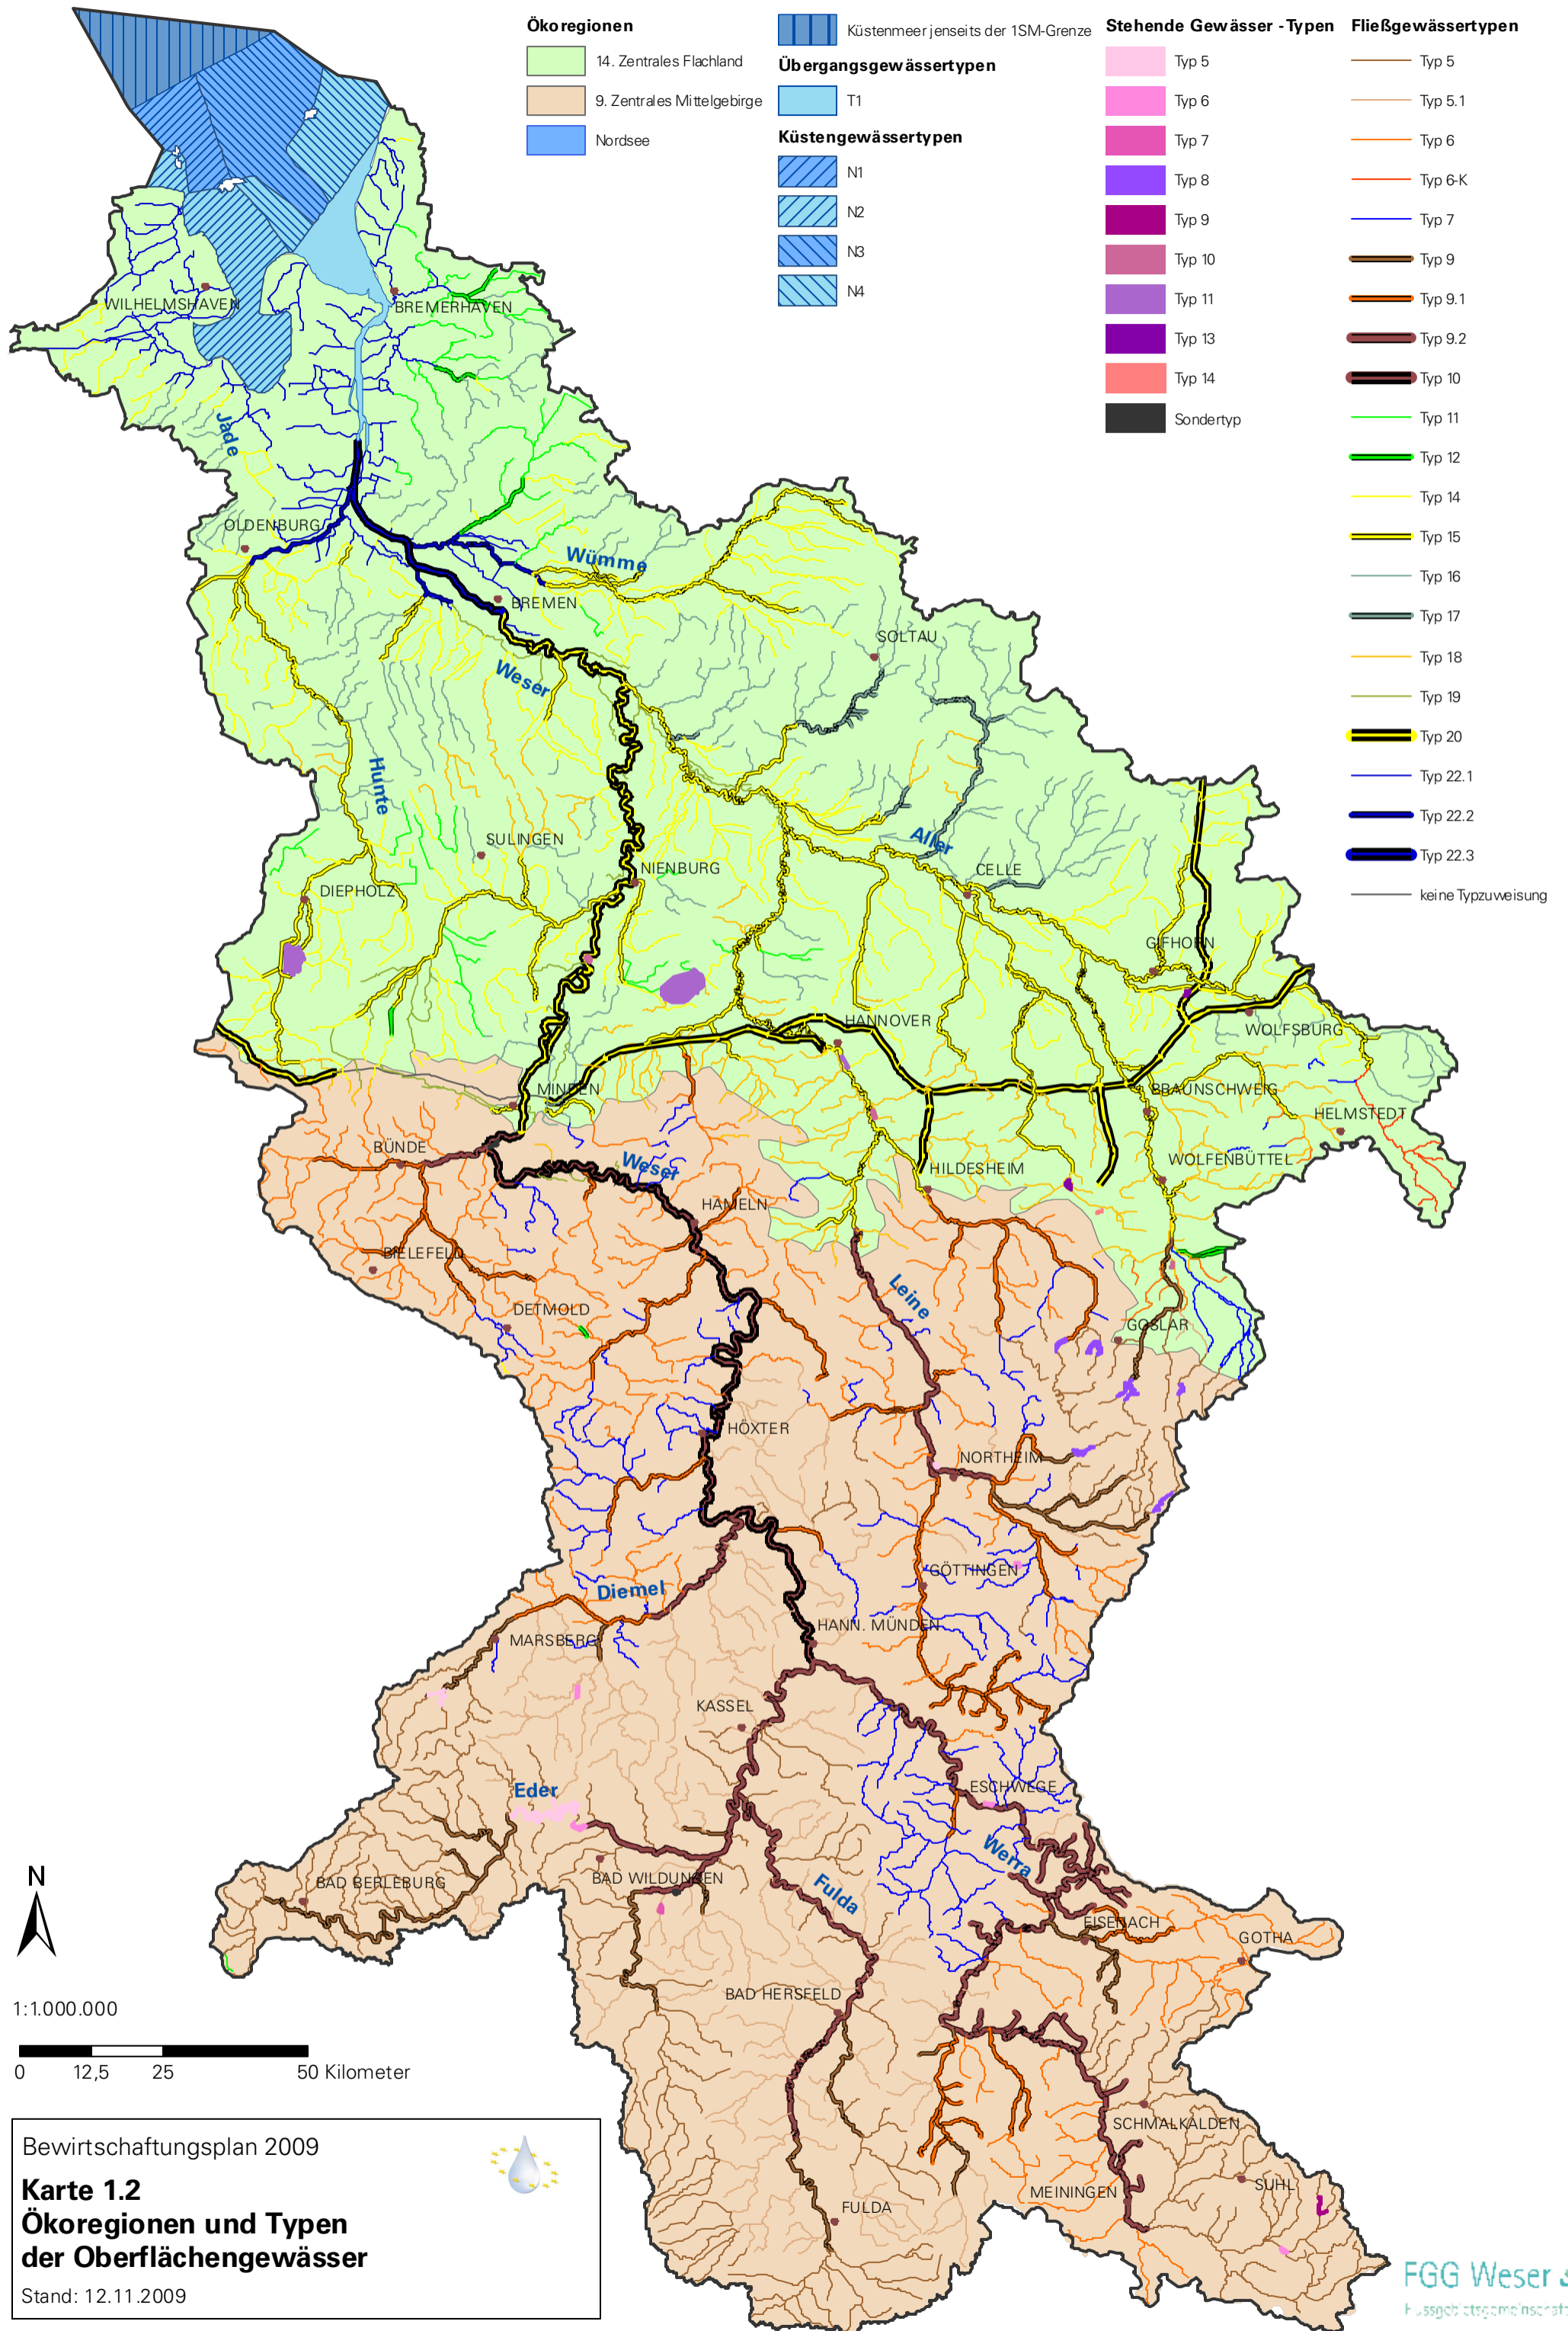 Ökoregionen
14. Zentrales Flachland
9. Zentrales Mittelgebirge
Nordsee
Küstenmeer jenseits der 1SM-Grenze
Übergangsgewässertypen
T1
Küstengewässertypen
N1
N2
N3
N4
Stehende Gewässer - Typen
Typ 5
Typ 6
Typ 7
Typ 8
Typ 9
Typ 10
Typ 11
Typ 13
Typ 14
Sondertyp
Fließgewässertypen
Typ 5
Typ 5.1
Typ 6
Typ 6-K
Typ 7
Typ 9
Typ 9.1
Typ 9.2
Typ 10
Typ 11
Typ 12
Typ 14
Typ 15
Typ 16
Typ 17
Typ 18
Typ 19
Typ 20
Typ 22.1
Typ 22.2
Typ 22.3
keine Typzuweisung
WILHELMSHAVEN
BREMERHAVEN
Jade
OLDENBURG
Wümme
BREMEN
SOLTAU
Weser
Hunte
SULINGEN
Aller
NIENBURG
CELLE
DIEPHOLZ
GIFHORN
HANNOVER
WOLFSBURG
MINDEN
BRAUNSCHWEIG
HELMSTEDT
BÜNDE
Weser
HILDESHEIM
WOLFENBÜTTEL
HAMELN
BIELEFELD
Leine
DETMOLD
GOSLAR
HÖXTER
NORTHEIM
GÖTTINGEN
Diemel
HANN. MÜNDEN
MARSBERG
KASSEL
ESCHWEGE
Eder
Werra
BAD WILDUNGEN
BAD BERLEBURG
Fulda
EISENACH
GOTHA
BAD HERSFELD
SCHMALKALDEN
SUHL
MEININGEN
FULDA
N
1:1.000.000
0 12,5 25 50 Kilometer
Bewirtschaftungsplan 2009
Karte 1.2
Ökoregionen und Typen
der Oberflächengewässer
Stand: 12.11.2009
FGG Weser